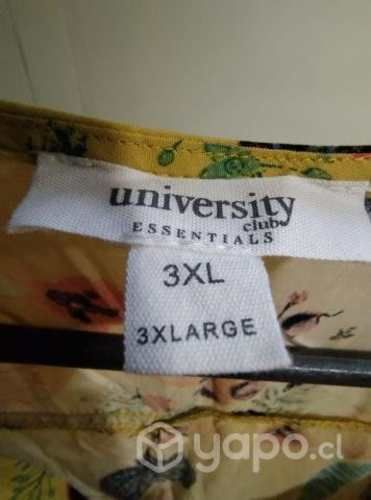 university
club
ESSENTIALS
3XL
3XLARGE
yapo.cl